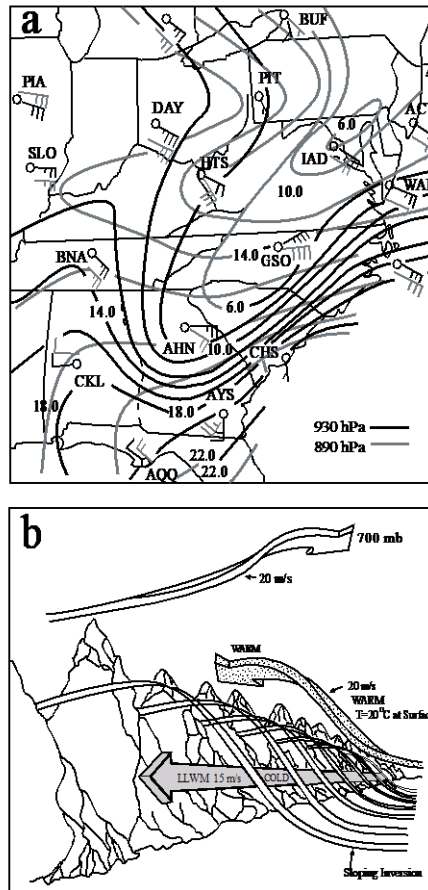 a
BUF
PIA
PIT
DAY
AC
6.0
SLO
HTS
IAD
10.0
WAL
14.0
GSO
BNA
14.0
6.0
AHN
10.0
CHS
CKL
18.0
18.0
AYS
22.0
AQQ
22.0
930 hPa
890 hPa
b
700 mb
20 m/s
WARM
20 m/s
WARM
T=20°C at Surface
LLWM 15 m/s
COLD
Sloping Inversion